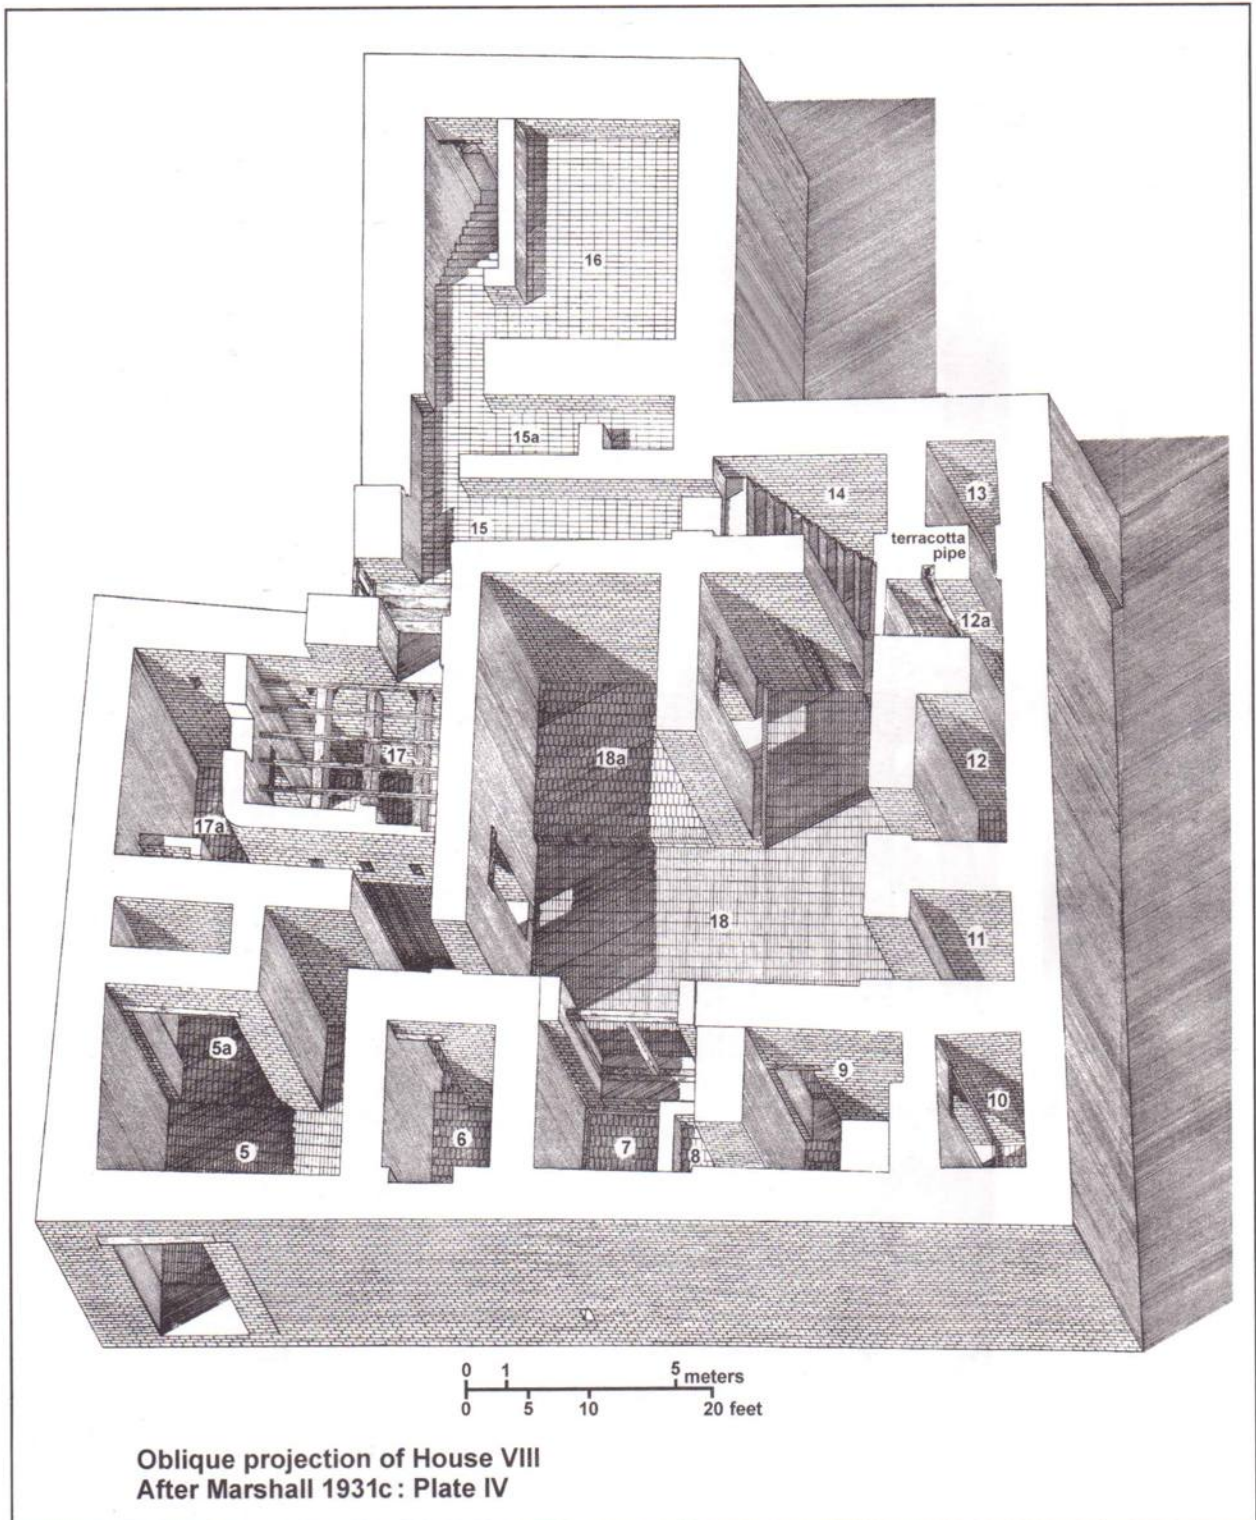 16
15a
14
13
15
terracotta
pipe
12a
17
18a
12
17a
18
11
5a
9
10
6
5
7
8
0 1 5 meters
0 5 10 20 feet
Oblique projection of House VIII
After Marshall 1931c : Plate IV